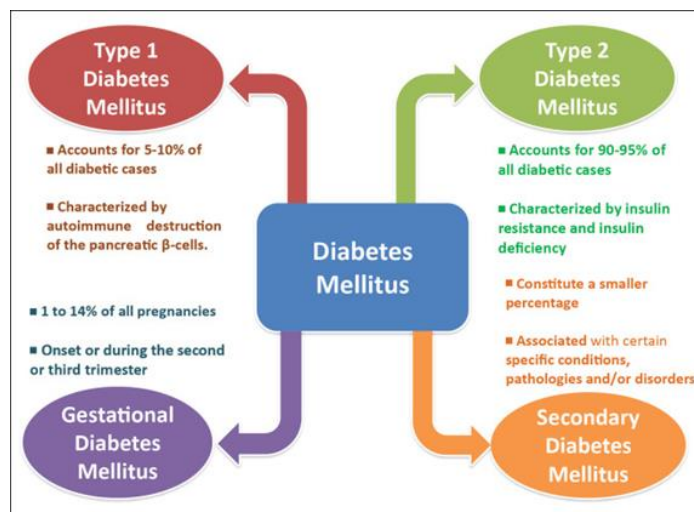 Type 1
Diabetes
Mellitus
■ Accounts for 5-10% of
all diabetic cases
■ Characterized by
autoimmune destruction
of the pancreatic β-cells.
Type 2
Diabetes
Mellitus
■ Accounts for 90-95% of
all diabetic cases
■ Characterized by insulin
resistance and insulin
deficiency
Diabetes
Mellitus
■ 1 to 14% of all pregnancies
■ Onset or during the second
or third trimester
Gestational
Diabetes
Mellitus
■ Constitute a smaller
percentage
■ Associated with certain
specific conditions,
pathologies and/or disorders
Secondary
Diabetes
Mellitus